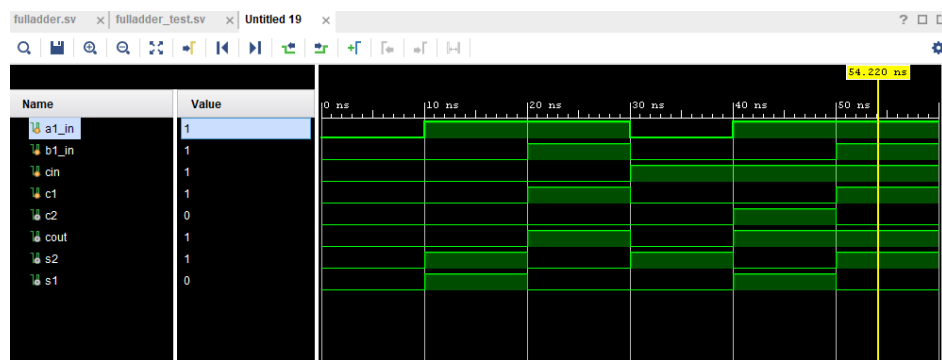 fulladder.sv × fulladder_test.sv × Untitled 19 ×
?
54.220 ns
Name Value
0 ns 10 ns 20 ns 30 ns 40 ns 50 ns
a1_in 1
b1_in 1
cin 1
c1 1
c2 0
cout 1
s2 1
s1 0